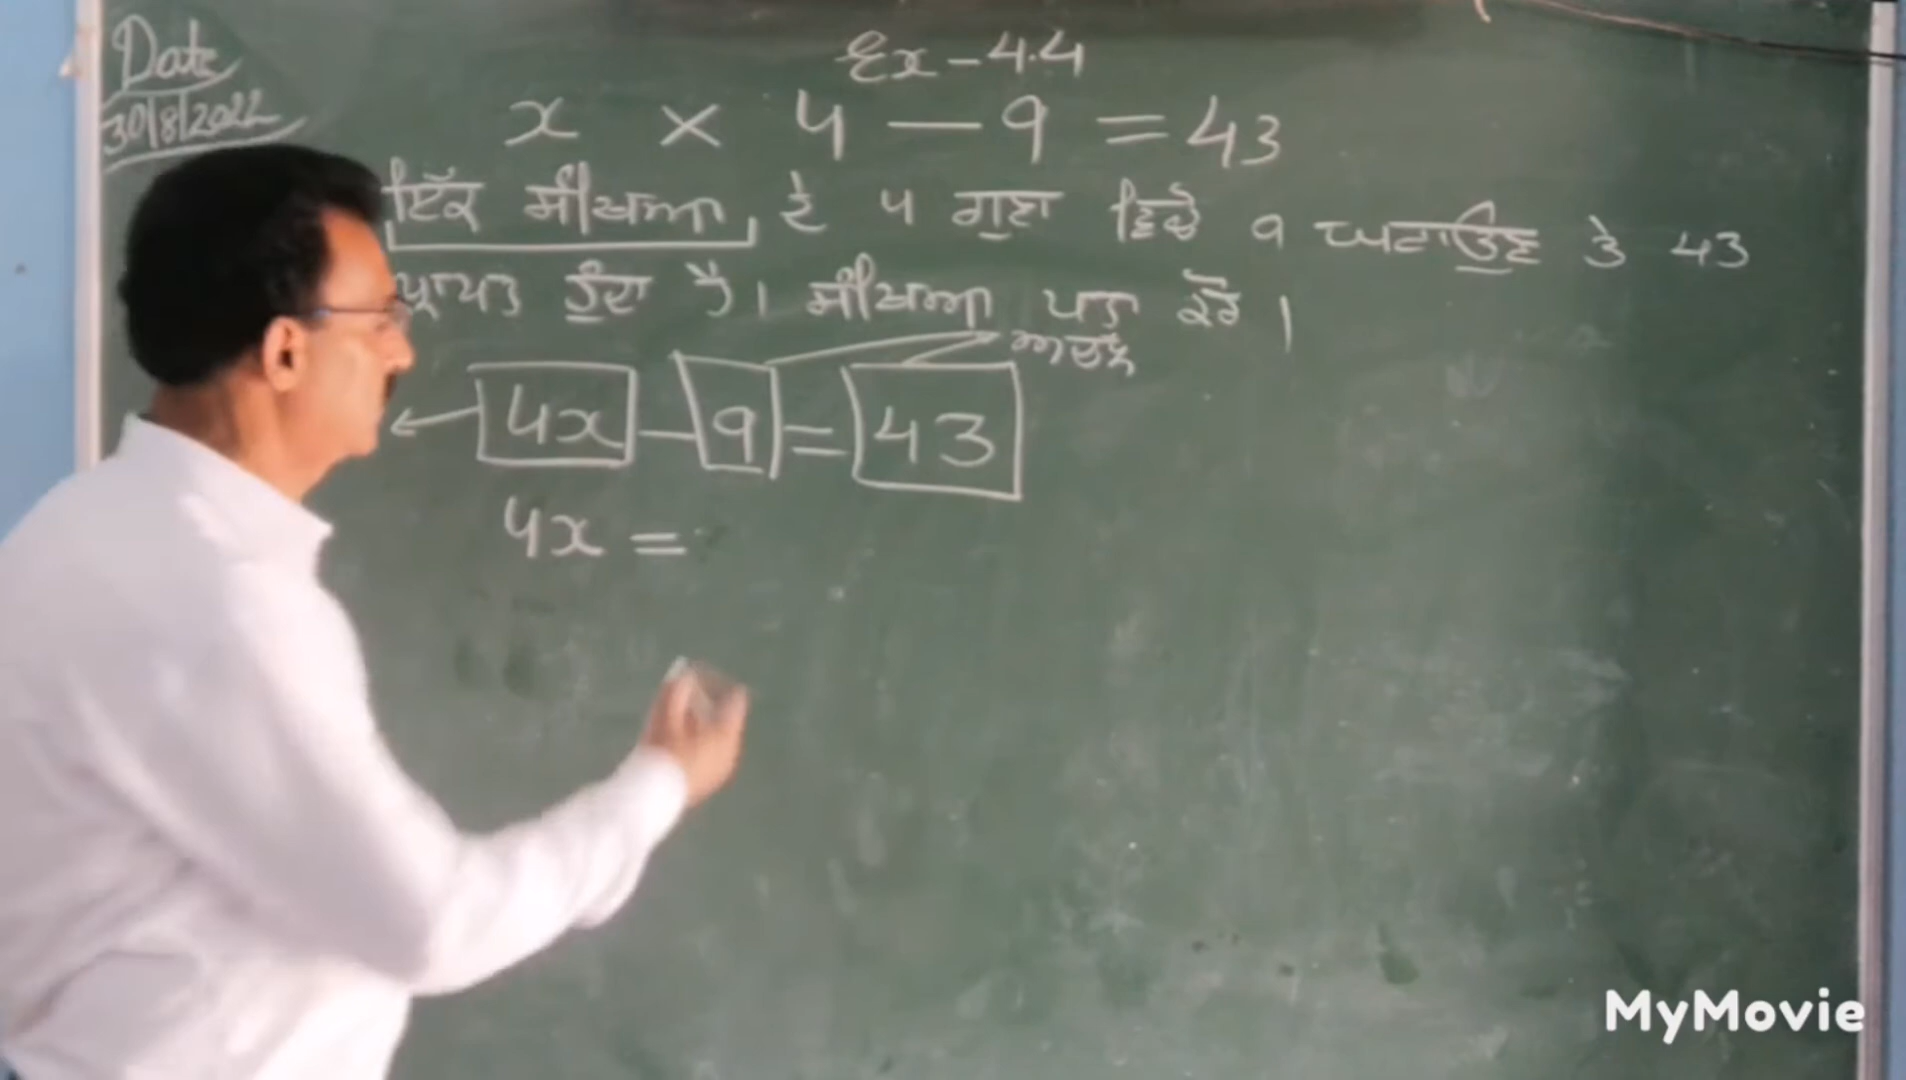 Date
30/8/2022
Ex - 4.4
x × 4 — 9 = 43
ਇੱਕ ਸੰਖਿਆ ਦੇ 4 ਗੁਣਾ ਵਿੱਚੋਂ 9 ਘਟਾਉਣ ਤੇ 43
ਪ੍ਰਾਪਤ ਹੁੰਦਾ ਹੈ। ਸੰਖਿਆ ਪਤਾ ਕਰੋ।
ਅਚੱਲ
4x - 9 = 43
4x =
MyMovie